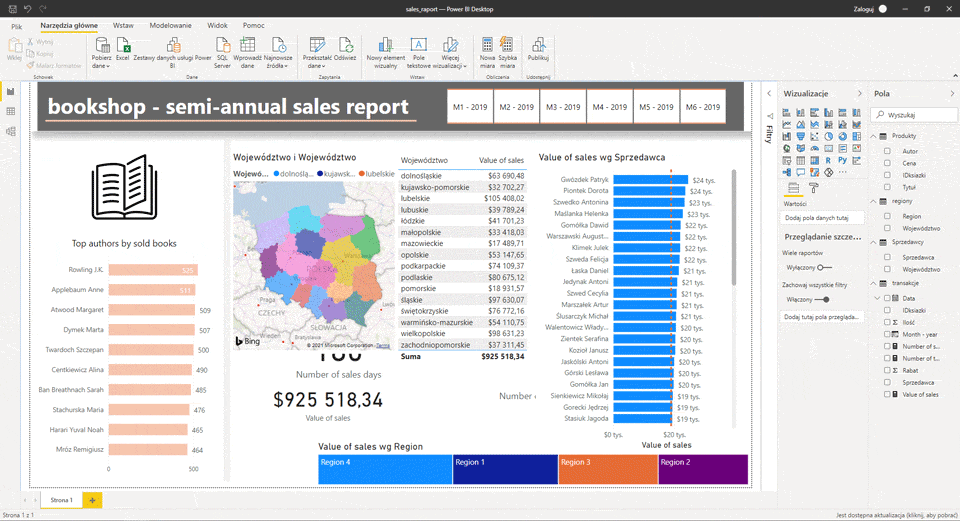 sales_report — Power BI Desktop
Zaloguj
Plik
Narzędzia główne
Wstaw
Modelowanie
Widok
Pomoc
Wklej
Wytnij
Kopiuj
Malarz formatów
Schowek
Pobierz dane
Excel
Zestawy danych usługi Power BI
SQL Server
Wprowadź dane
Najnowsze źródła
Dane
Przekształć dane
Odśwież
Zapytania
Nowy element wizualny
Pole tekstowe
Więcej wizualizacji
Wstaw
Nowa miara
Szybka miara
Obliczenia
Opublikuj
Udostępnij
bookshop - semi-annual sales report
M1 - 2019
M2 - 2019
M3 - 2019
M4 - 2019
M5 - 2019
M6 - 2019
Top authors by sold books
Rowling J.K. 525
Applebaum Anne 511
Atwood Margaret 509
Dymek Marta 507
Twardoch Szczepan 500
Centkiewicz Alina 490
Ban Breathnach Sarah 485
Stachurska Maria 476
Harari Yuval Noah 465
Mróz Remigiusz 464
0
500
Województwo i Województwo
Wojewó...
dolnoślą...
kujawsk...
lubelskie
Praga
CZECHY
SŁOWACJA
Bratislava
Bing
© 2021 Microsoft Corporation
Terms
Number of sales days
$925 518,34
Value of sales
Number
Województwo Value of sales
dolnośląskie $63 690,48
kujawsko-pomorskie $32 702,27
lubelskie $105 408,02
lubuskie $39 789,24
łódzkie $41 701,23
małopolskie $33 418,03
mazowieckie $17 489,71
opolskie $53 147,65
podkarpackie $74 109,37
podlaskie $80 675,12
pomorskie $18 931,57
śląskie $97 630,07
świętokrzyskie $76 772,16
warmińsko-mazurskie $54 110,75
wielkopolskie $98 631,23
zachodniopomorskie $37 311,45
Suma $925 518,34
Value of sales wg Sprzedawca
Gwózdek Patryk $24 tys.
Piontek Dorota $24 tys.
Szwedko Antonina $23 tys.
Maślanka Helenka $23 tys.
Gomółka Dawid $22 tys.
Warszawski August... $22 tys.
Klimek Julek $22 tys.
Szweda Felicja $22 tys.
Łaska Daniel $21 tys.
Jedynak Antoni $21 tys.
Szwed Cecylia $21 tys.
Marszałek Artur $21 tys.
Ślusarczyk Michał $21 tys.
Walentowicz Włady... $20 tys.
Zientek Serafina $20 tys.
Kozioł Janusz $20 tys.
Jaskólski Antoni $20 tys.
Górski Lesława $20 tys.
Gomółka Jan $20 tys.
Sienkiewicz Mikołaj $19 tys.
Gorecki Jędrzej $19 tys.
Stasiuk Jagoda $19 tys.
$0 tys.
$20 tys.
Value of sales
Value of sales wg Region
Region 4
Region 1
Region 3
Region 2
Filtry
Wizualizacje
Wartości
Dodaj pola danych tutaj
Przeglądanie szcze...
Wiele raportów
Wyłączony
Zachowaj wszystkie filtry
Włączony
Dodaj tutaj pola przegląda...
Pola
Wyszukaj
Produkty
Autor
Cena
IDksiazki
Tytuł
regiony
Region
Województwo
Sprzedawcy
Sprzedawca
Województwo
transakcje
Data
IDksiazki
Ilość
Month - year
Number of s...
Number of t...
Rabat
Sprzedawca
Value of sales
Strona 1
Strona 1 z 1
Jest dostępna aktualizacja (kliknij, aby pobrać)